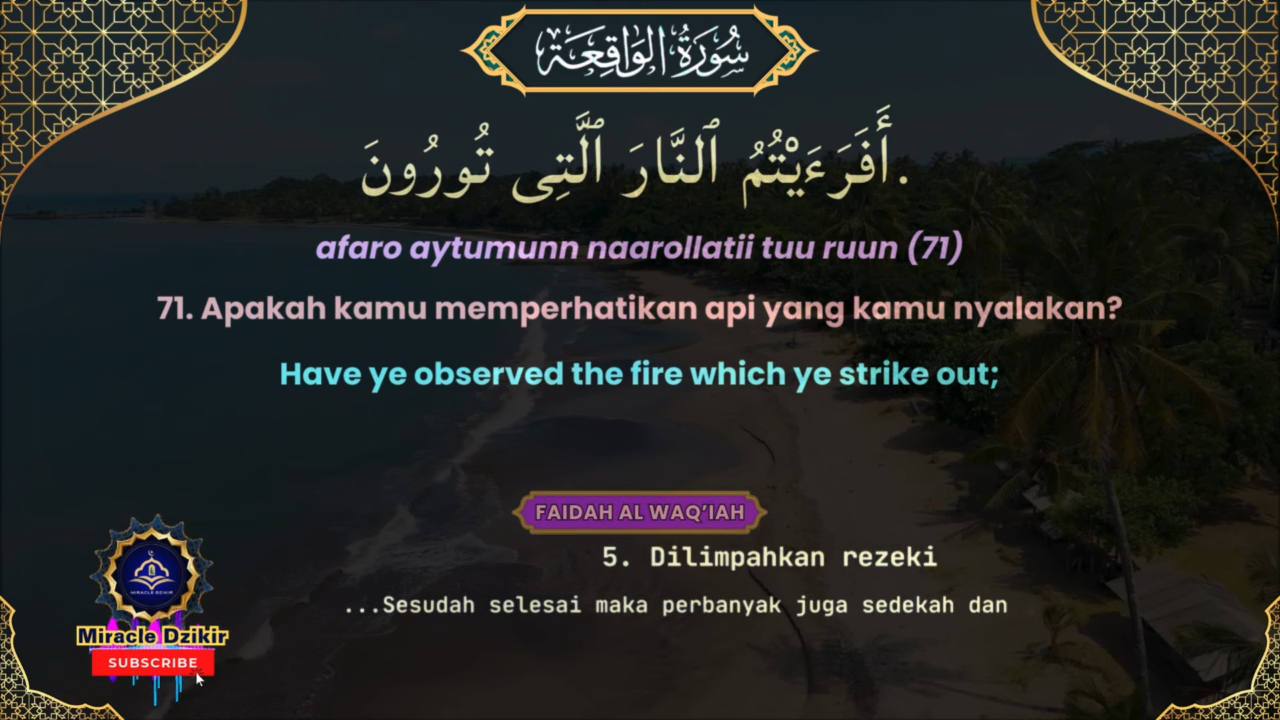 سُورَةُ الوَاقِعَة
أَفَرَءَيْتُمُ ٱلنَّارَ ٱلَّتِى تُورُونَ.
afaro aytumunn naarollatii tuu ruun (71)
71. Apakah kamu memperhatikan api yang kamu nyalakan?
Have ye observed the fire which ye strike out;
FAIDAH AL WAQ’IAH
5. Dilimpahkan rezeki
...Sesudah selesai maka perbanyak juga sedekah dan
MIRACLE DZIKIR
Miracle Dzikir
SUBSCRIBE